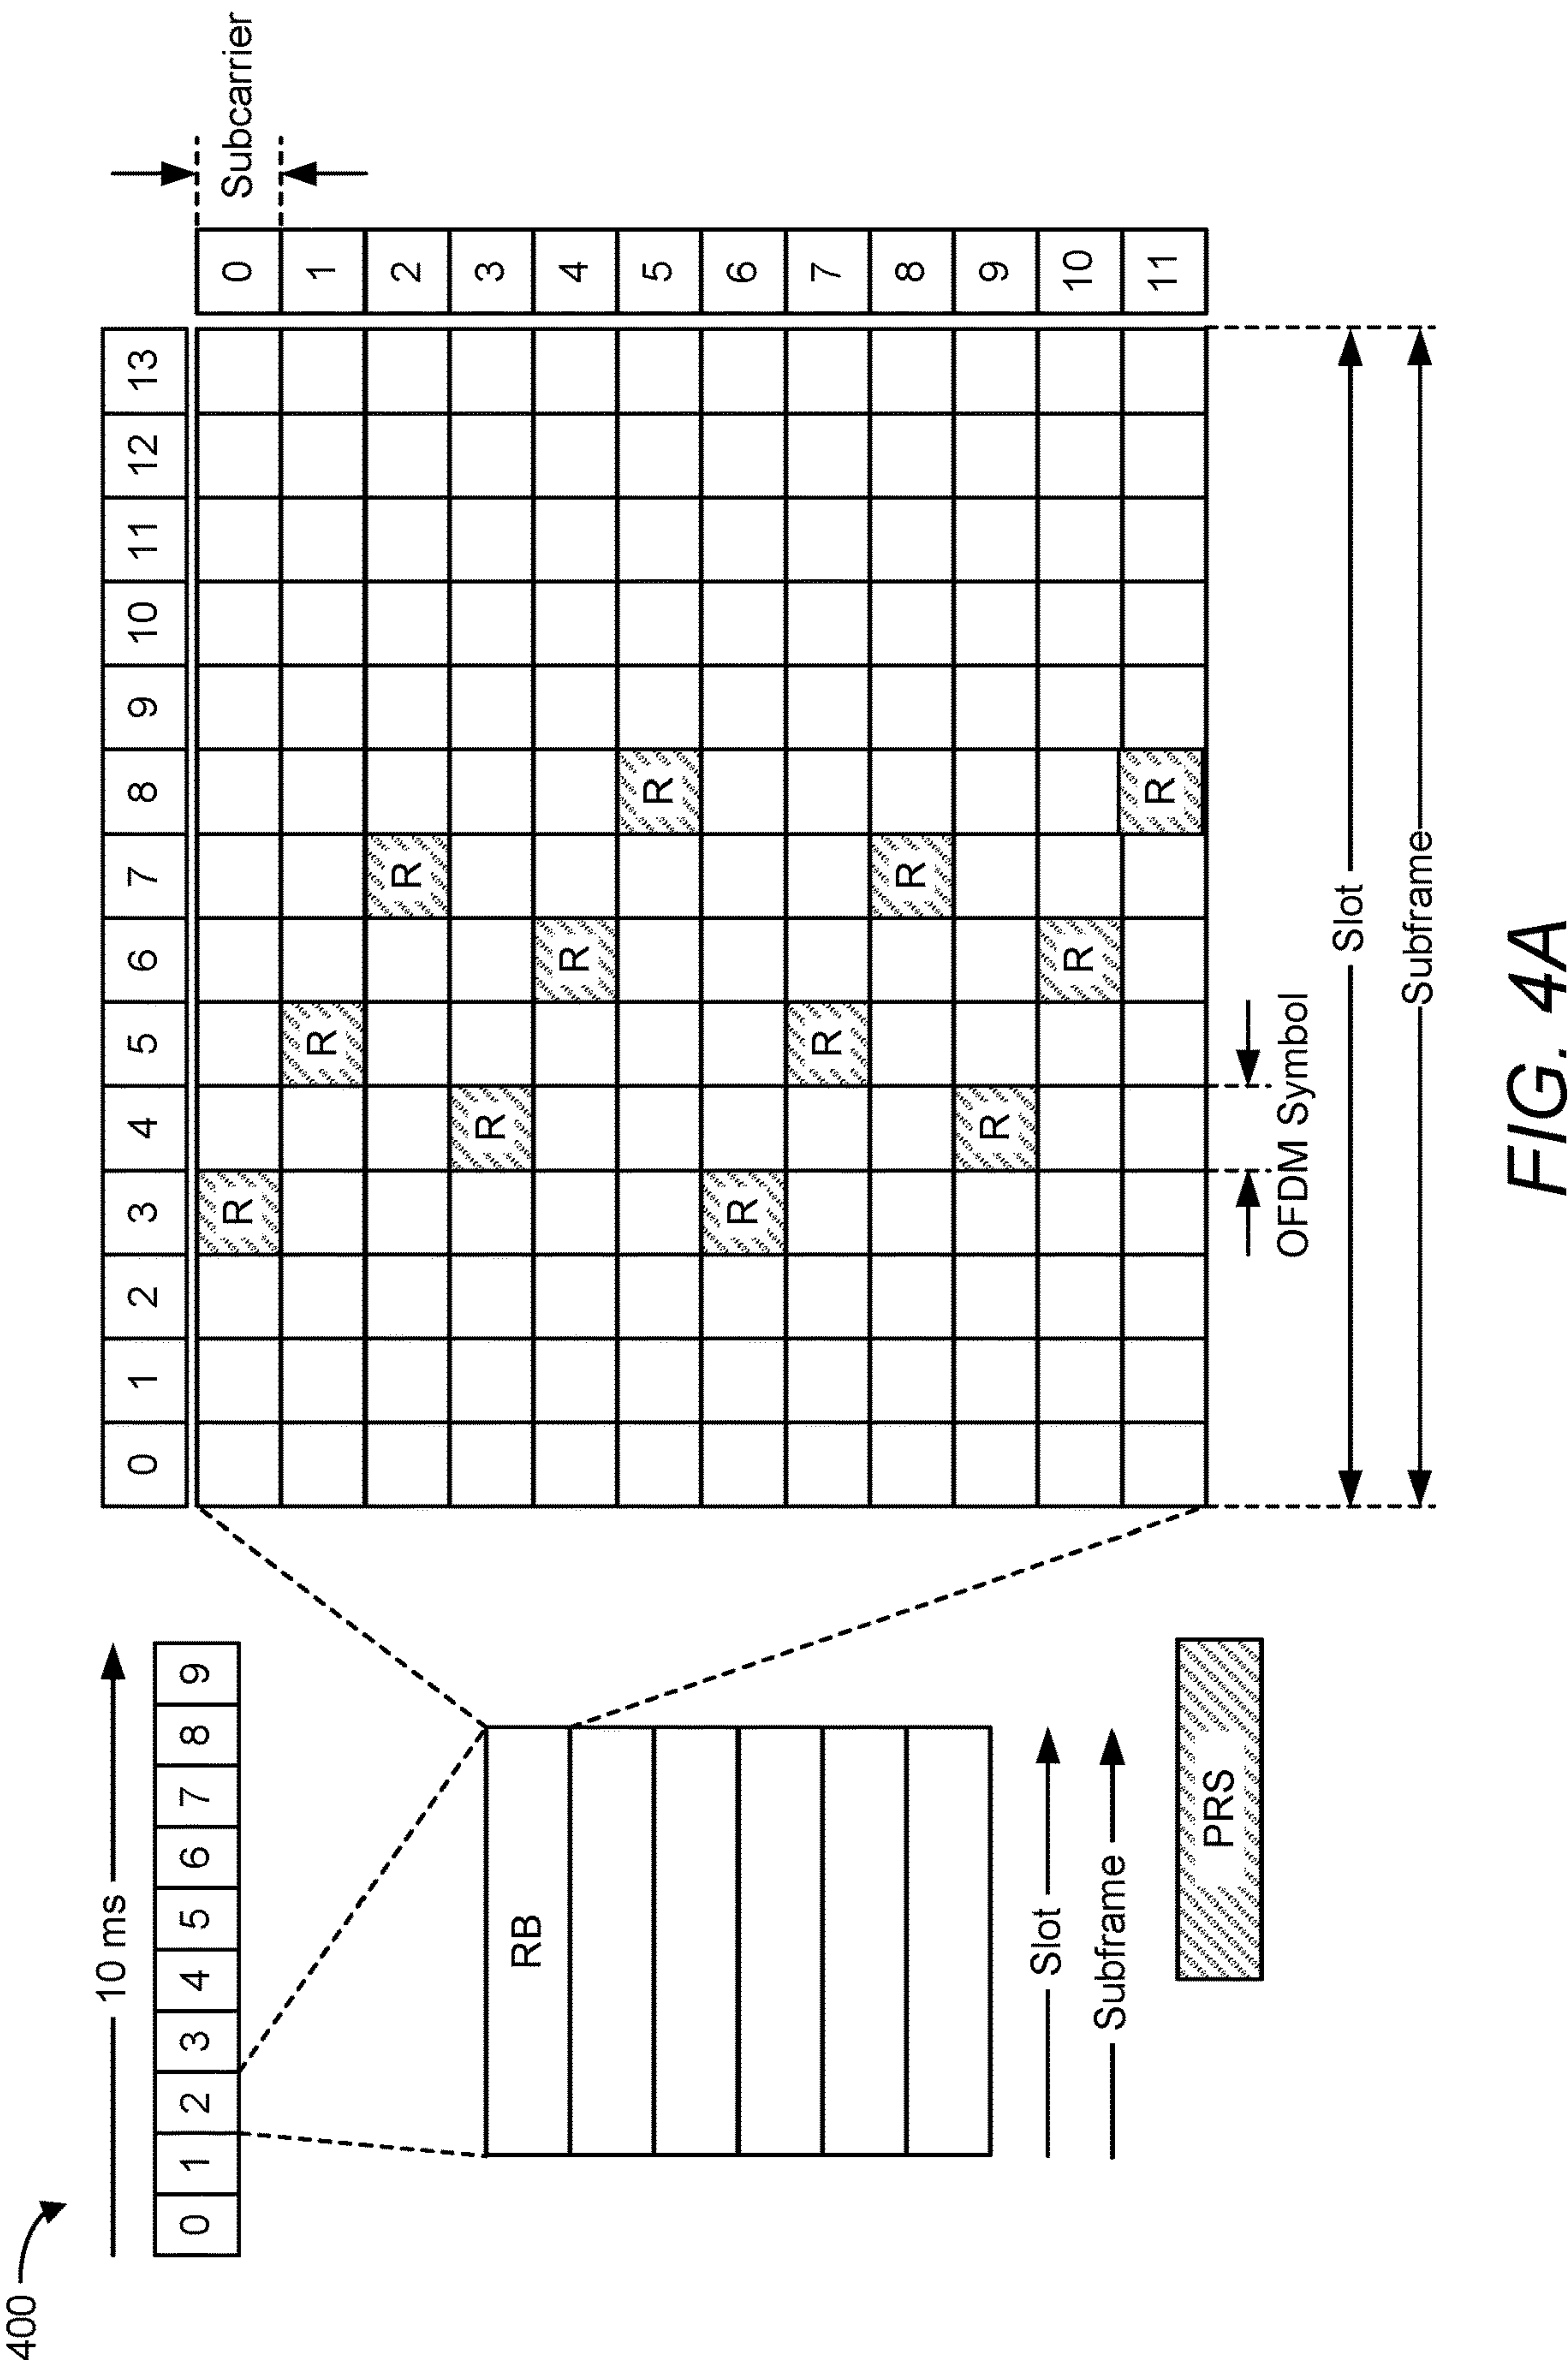 400
10 ms
0 1 2 3 4 5 6 7 8 9
RB
Slot
Subframe
PRS
0 1 2 3 4 5 6 7 8 9 10 11 12 13
Subcarrier
R 0
R 1
R 2
R 3
R 4
R 5
R 6
R 7
R 8
R 9
R 10
R 11
OFDM Symbol
Slot
Subframe
FIG. 4A